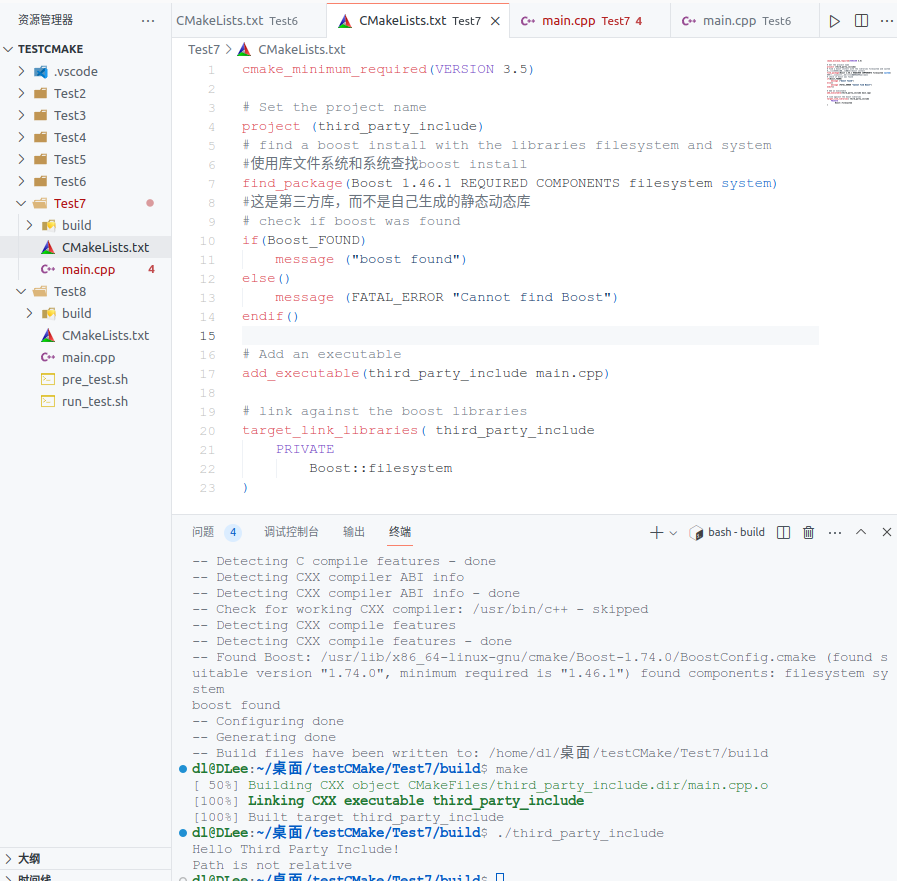 资源管理器 ···
CMakeLists.txt Test6
CMakeLists.txt Test7 ×
C++ main.cpp Test7 4
C++ main.cpp Test6
TESTCMAKE
.vscode
Test2
Test3
Test4
Test5
Test6
Test7
build
CMakeLists.txt
C++ main.cpp 4
Test8
build
CMakeLists.txt
C++ main.cpp
pre_test.sh
run_test.sh
大纲
时间线
Test7 > CMakeLists.txt
1 cmake_minimum_required(VERSION 3.5)
2
3 # Set the project name
4 project (third_party_include)
5 # find a boost install with the libraries filesystem and system
6 #使用库文件系统和系统查找boost install
7 find_package(Boost 1.46.1 REQUIRED COMPONENTS filesystem system)
8 #这是第三方库，而不是自己生成的静态动态库
9 # check if boost was found
10 if(Boost_FOUND)
11     message ("boost found")
12 else()
13     message (FATAL_ERROR "Cannot find Boost")
14 endif()
15
16 # Add an executable
17 add_executable(third_party_include main.cpp)
18
19 # link against the boost libraries
20 target_link_libraries( third_party_include
21     PRIVATE
22         Boost::filesystem
23 )
问题 4 调试控制台 输出 终端
bash - build
-- Detecting C compile features - done
-- Detecting CXX compiler ABI info
-- Detecting CXX compiler ABI info - done
-- Check for working CXX compiler: /usr/bin/c++ - skipped
-- Detecting CXX compile features
-- Detecting CXX compile features - done
-- Found Boost: /usr/lib/x86_64-linux-gnu/cmake/Boost-1.74.0/BoostConfig.cmake (found s
uitable version "1.74.0", minimum required is "1.46.1") found components: filesystem sy
stem
boost found
-- Configuring done
-- Generating done
-- Build files have been written to: /home/dl/桌面/testCMake/Test7/build
dl@DLee:~/桌面/testCMake/Test7/build$ make
[ 50%] Building CXX object CMakeFiles/third_party_include.dir/main.cpp.o
[100%] Linking CXX executable third_party_include
[100%] Built target third_party_include
dl@DLee:~/桌面/testCMake/Test7/build$ ./third_party_include
Hello Third Party Include!
Path is not relative
dl@DLee:~/桌面/testCMake/Test7/build$